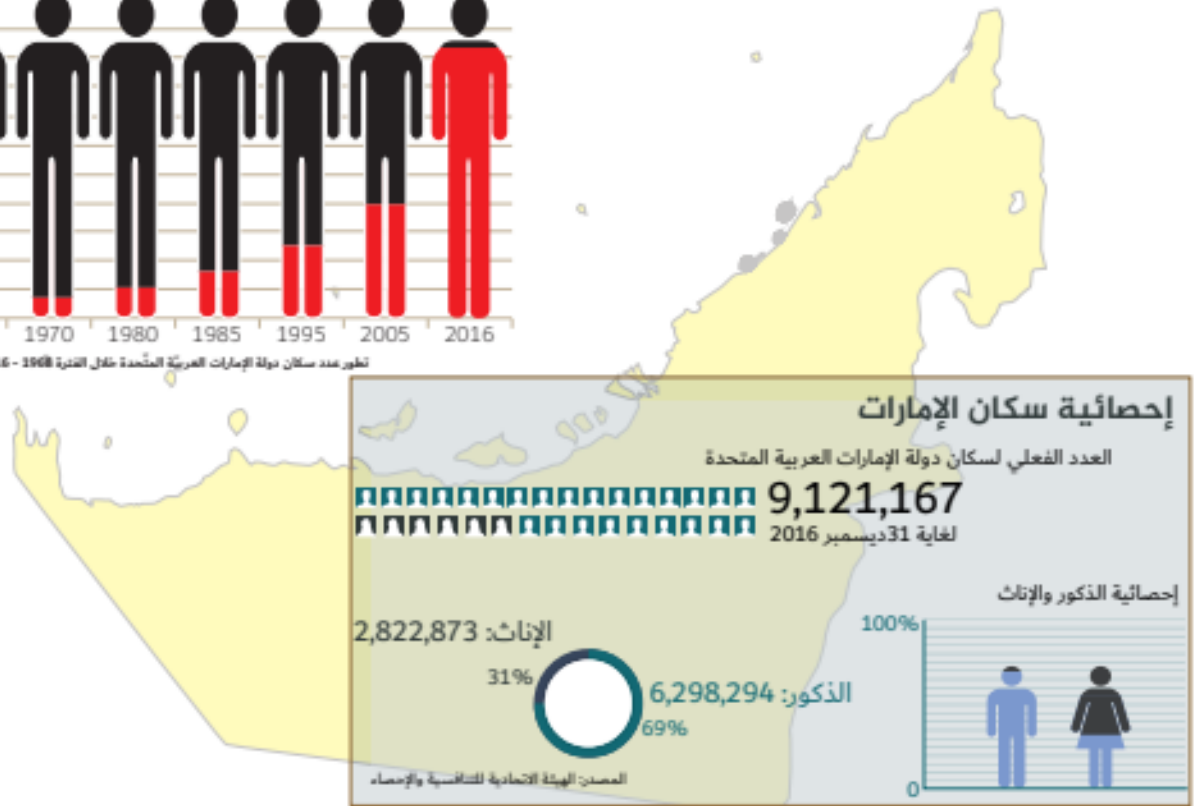 1970 1980 1985 1995 2005 2016
تطور عدد سكان دولة الإمارات العربيّة المتّحدة خلال الفترة
إحصائية سكان الإمارات
العدد الفعلي لسكان دولة الإمارات العربية المتحدة
9,121,167
لغاية 31ديسمبر 2016
إحصائية الذكور والإناث
100%
0
الإناث: 2,822,873
31%
الذكور: 6,298,294
69%
المصدر: الهيئة الاتحادية للتنافسية والإحصاء